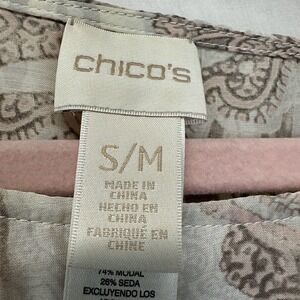 chico's
S/M
MADE IN
CHINA
HECHO EN
CHINA
FABRIQUÉ EN
CHINE
74% MODAL
26% SEDA
EXCLUYENDO LOS